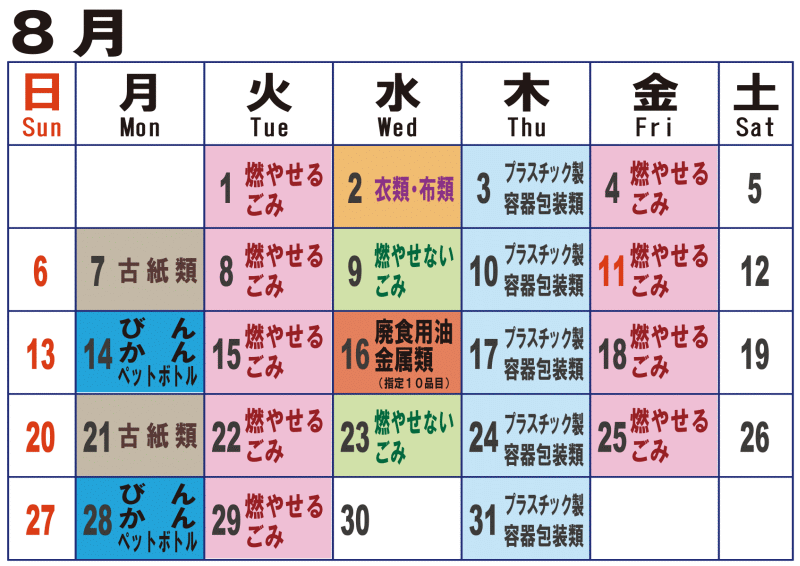 8月
日 月 火 水 木 金 土
Sun Mon Tue Wed Thu Fri Sat
1 燃やせる
ごみ
2 衣類・布類
3 プラスチック製
容器包装類
4 燃やせる
ごみ
5
6
7 古紙類
8 燃やせる
ごみ
9 燃やせない
ごみ
10 プラスチック製
容器包装類
11 燃やせる
ごみ
12
13
14 びん
かん
ペットボトル
15 燃やせる
ごみ
16 廃食用油
金属類
（指定10品目）
17 プラスチック製
容器包装類
18 燃やせる
ごみ
19
20
21 古紙類
22 燃やせる
ごみ
23 燃やせない
ごみ
24 プラスチック製
容器包装類
25 燃やせる
ごみ
26
27
28 びん
かん
ペットボトル
29 燃やせる
ごみ
30
31 プラスチック製
容器包装類